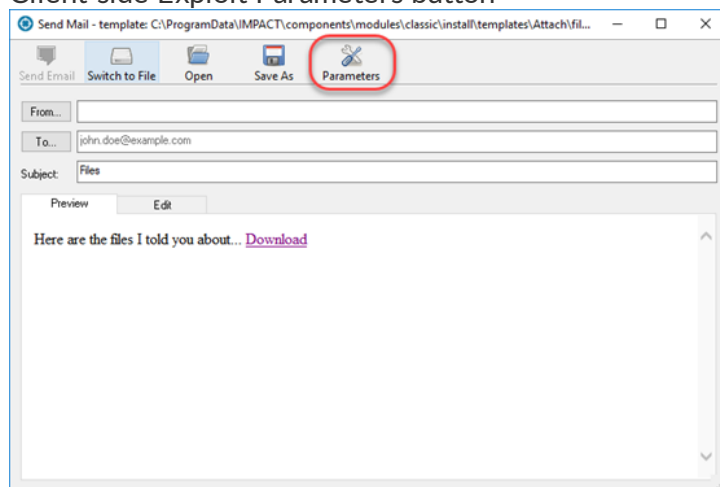 Client-side Exploit Parameters button
Send Mail - template: C:\ProgramData\IMPACT\components\modules\classic\install\templates\Attach\fil...
Send Email Switch to File Open Save As Parameters
From...
To... john.doe@example.com
Subject: Files
Preview Edit
Here are the files I told you about... Download